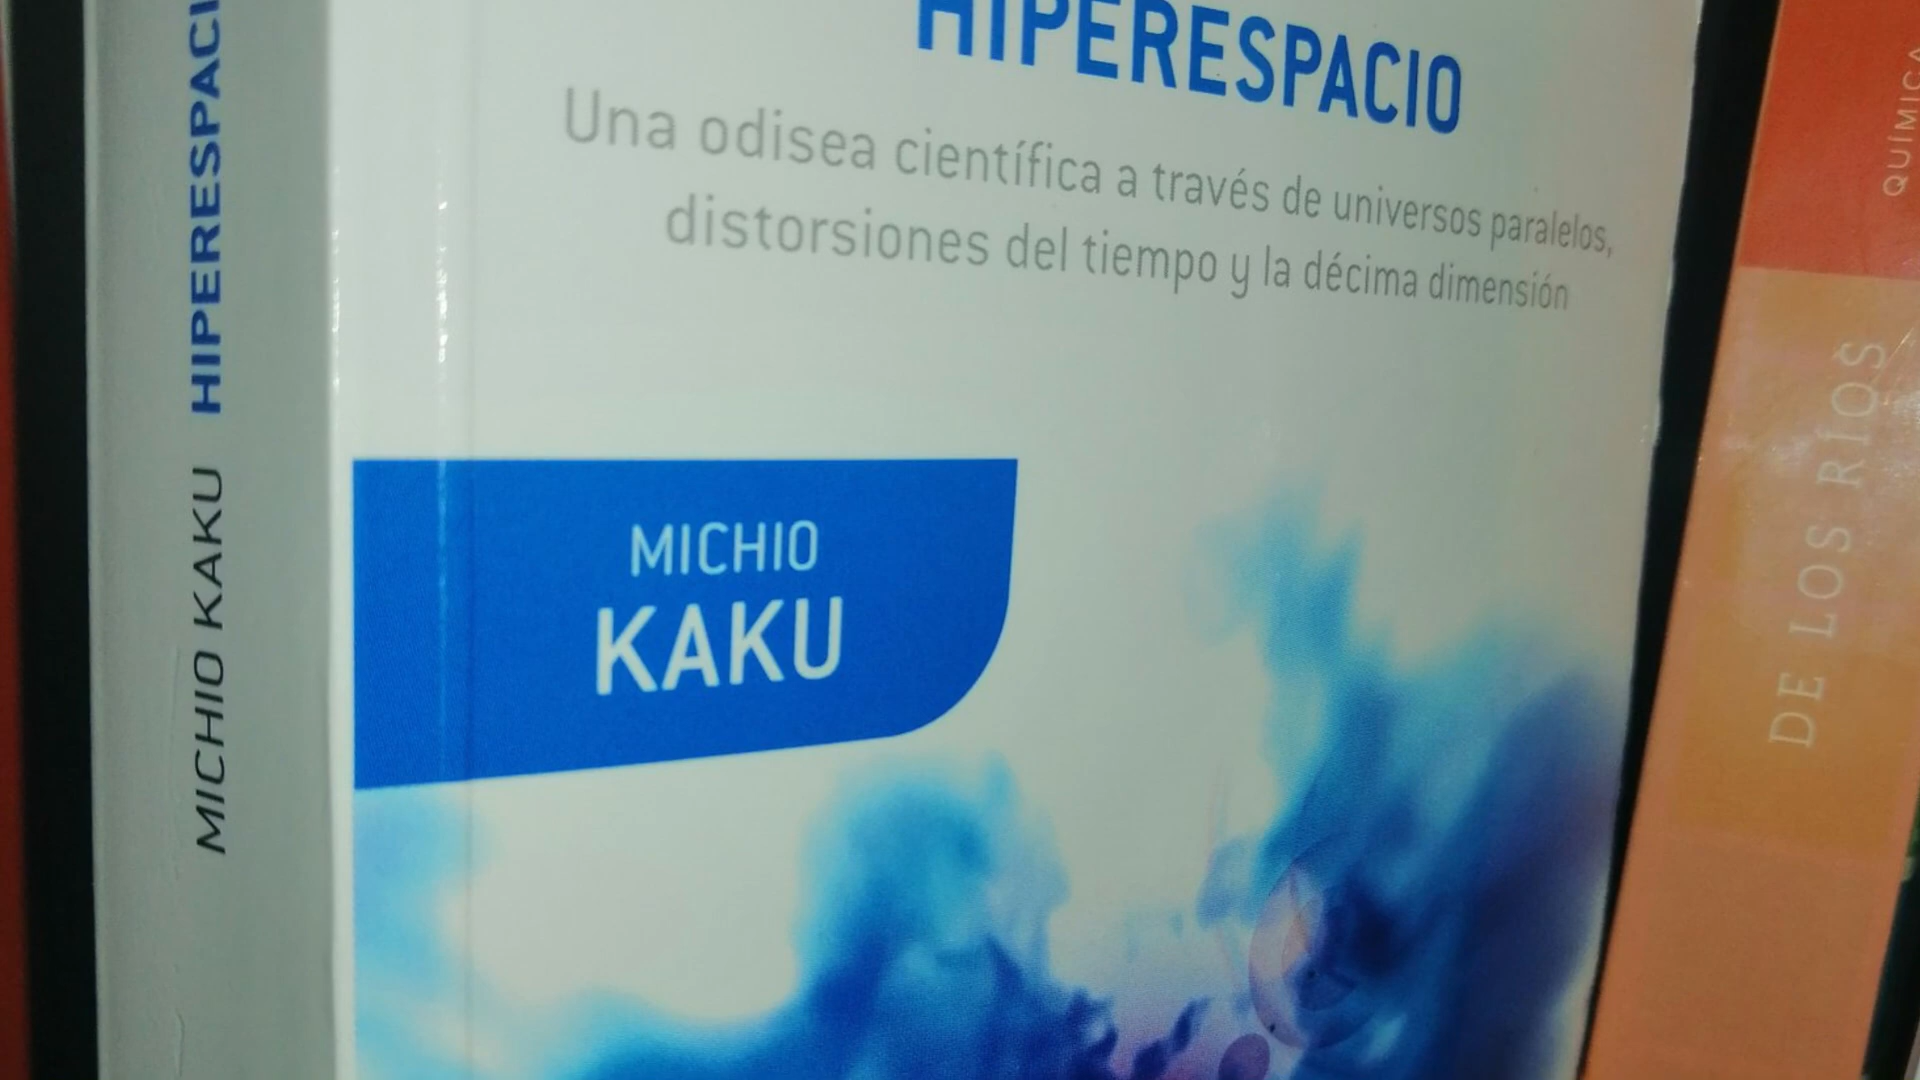 MICHIO KAKU HIPERESPACI
HIPERESPACIO
Una odisea científica a través de universos paralelos,
distorsiones del tiempo y la décima dimensión
MICHIO
KAKU
QUÍMICA
DE LOS RÍOS